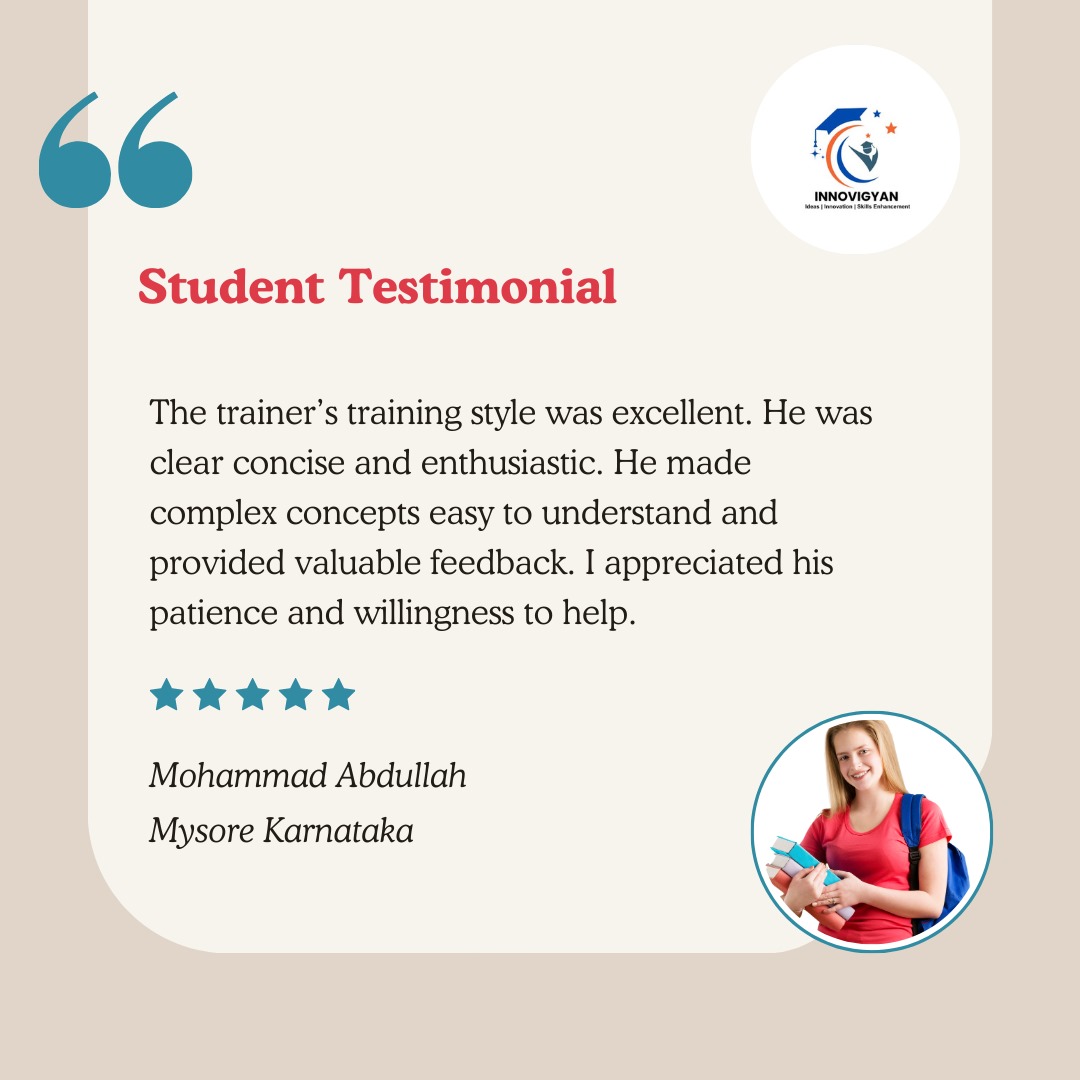 INNOVIGYAN
Ideas | Innovation | Skills Enhancement
Student Testimonial
The trainer’s training style was excellent. He was
clear concise and enthusiastic. He made
complex concepts easy to understand and
provided valuable feedback. I appreciated his
patience and willingness to help.
Mohammad Abdullah
Mysore Karnataka